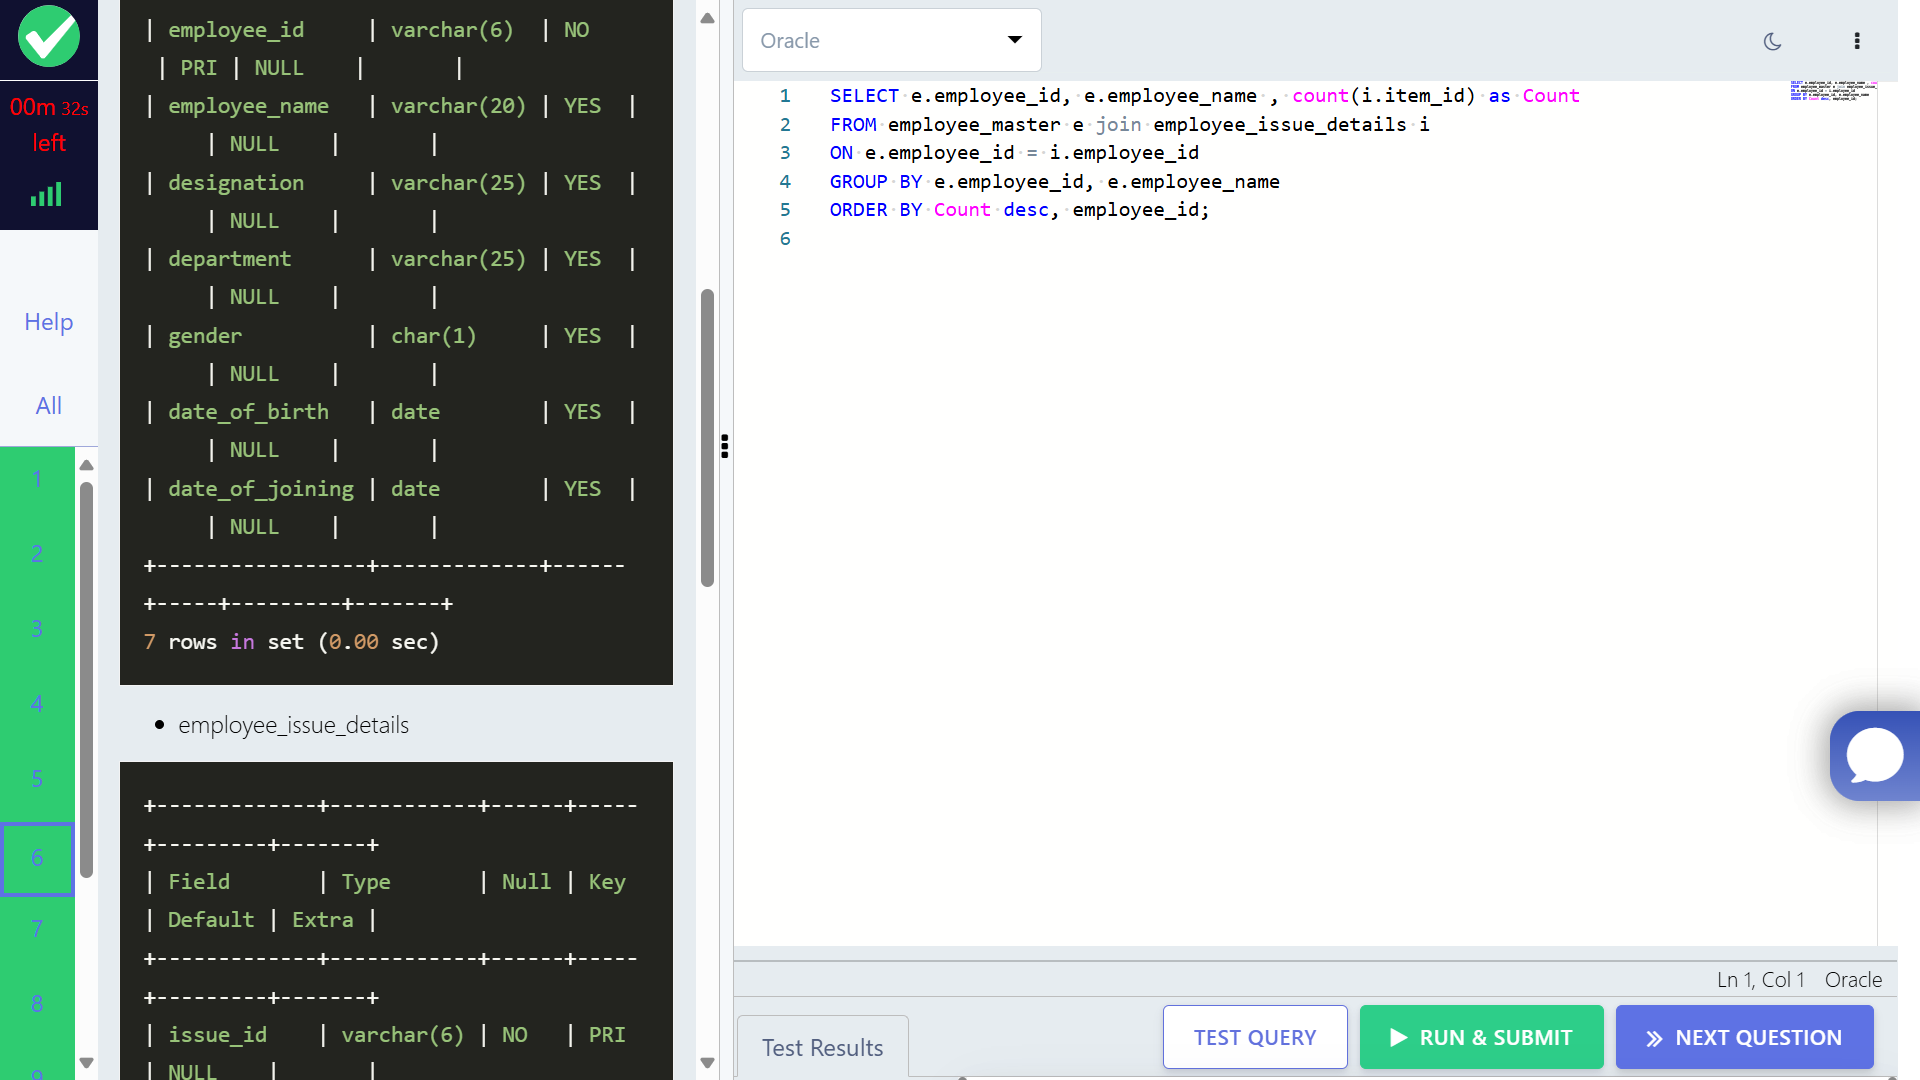 00m 32s
left
Help
All
1
2
3
4
5
6
7
8
9
| employee_id | varchar(6) | NO
| PRI | NULL | |
| employee_name | varchar(20) | YES |
| NULL | |
| designation | varchar(25) | YES |
| NULL | |
| department | varchar(25) | YES |
| NULL | |
| gender | char(1) | YES |
| NULL | |
| date_of_birth | date | YES |
| NULL | |
| date_of_joining | date | YES |
| NULL | |
+-----------------+-------------+------
+-----+---------+-------+
7 rows in set (0.00 sec)
• employee_issue_details
+-------------+------------+------+-----
+---------+-------+
| Field | Type | Null | Key
| Default | Extra |
+-------------+------------+------+-----
+---------+-------+
| issue_id | varchar(6) | NO | PRI
| NULL | |
Oracle
1 SELECT e.employee_id, e.employee_name , count(i.item_id) as Count
2 FROM employee_master e join employee_issue_details i
3 ON e.employee_id = i.employee_id
4 GROUP BY e.employee_id, e.employee_name
5 ORDER BY Count desc, employee_id;
6
Ln 1, Col 1 Oracle
Test Results
TEST QUERY
RUN & SUBMIT
NEXT QUESTION